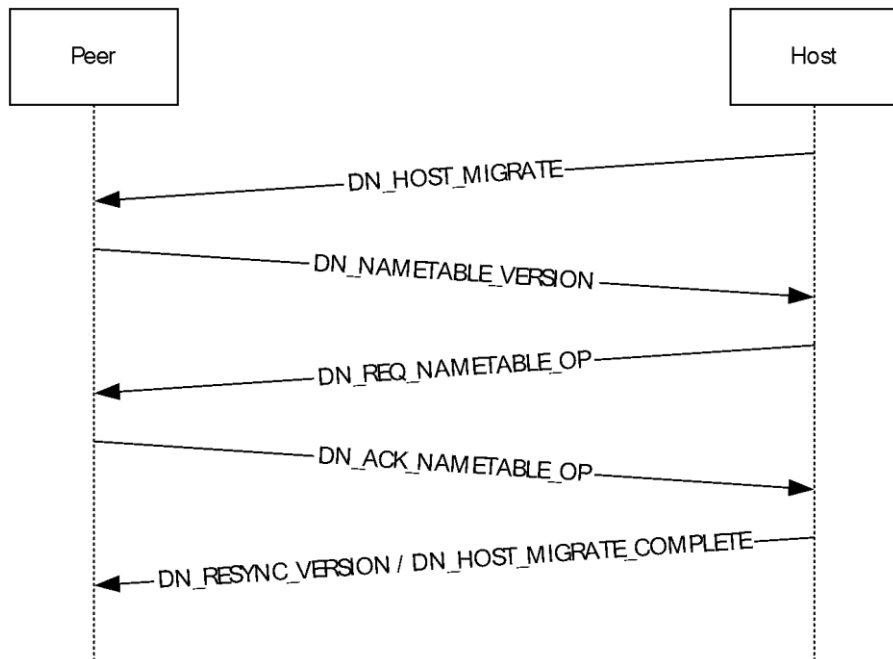 Peer
Host
DN_HOST_MIGRATE
DN_NAMETABLE_VERSION
DN_REQ_NAMETABLE_OP
DN_ACK_NAMETABLE_OP
DN_RESYNC_VERSION / DN_HOST_MIGRATE_COMPLETE